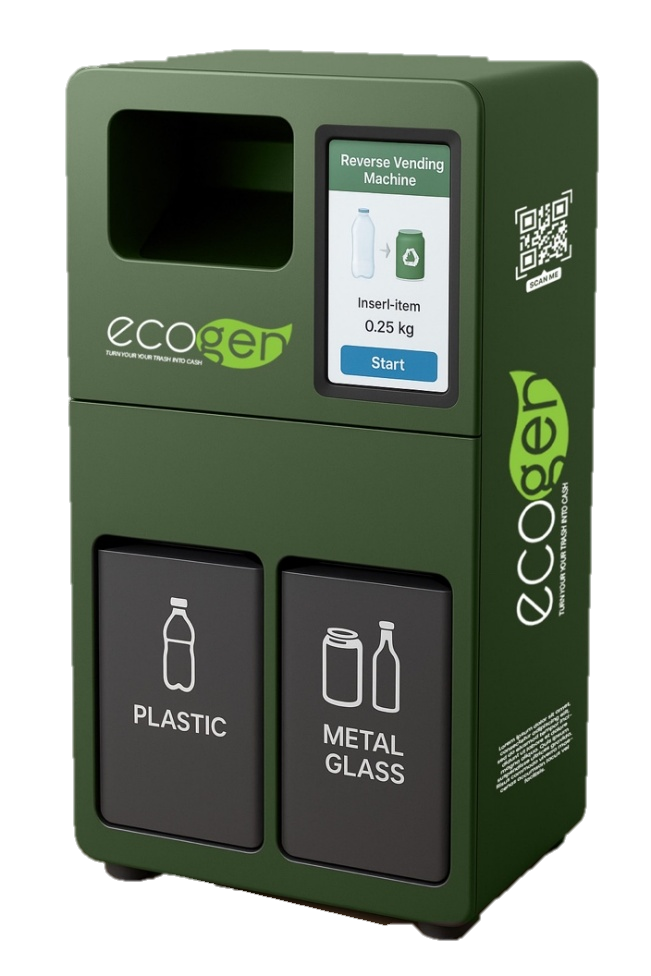 Reverse Vending
Machine
Inserl-item
0.25 kg
Start
ecogen
TURN YOUR YOUR TRASH INTO CASH
PLASTIC
METAL
GLASS
SCAN ME
ecogen
TURN YOUR YOUR TRASH INTO CASH